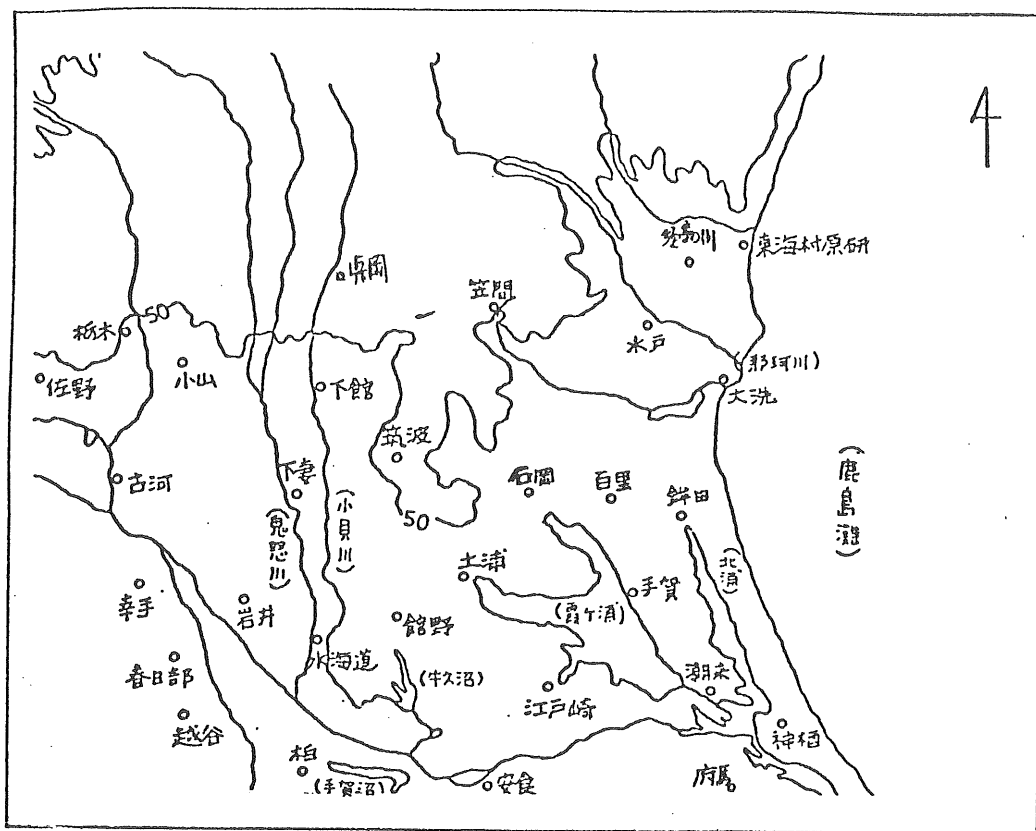 東海村原研
真岡
笠間
50
栃木
水戸
(那珂川)
小山
佐野
下館
大洗
筑波
(鹿島灘)
古河
下妻
石岡
百里
鉾田
(小貝川)
50
(鬼怒川)
土浦
(北浦)
幸手
岩井
手賀
(霞ヶ浦)
館野
水海道
春日部
(牛久沼)
潮来
江戸崎
越谷
神栖
柏
(手賀沼)
安食
府馬